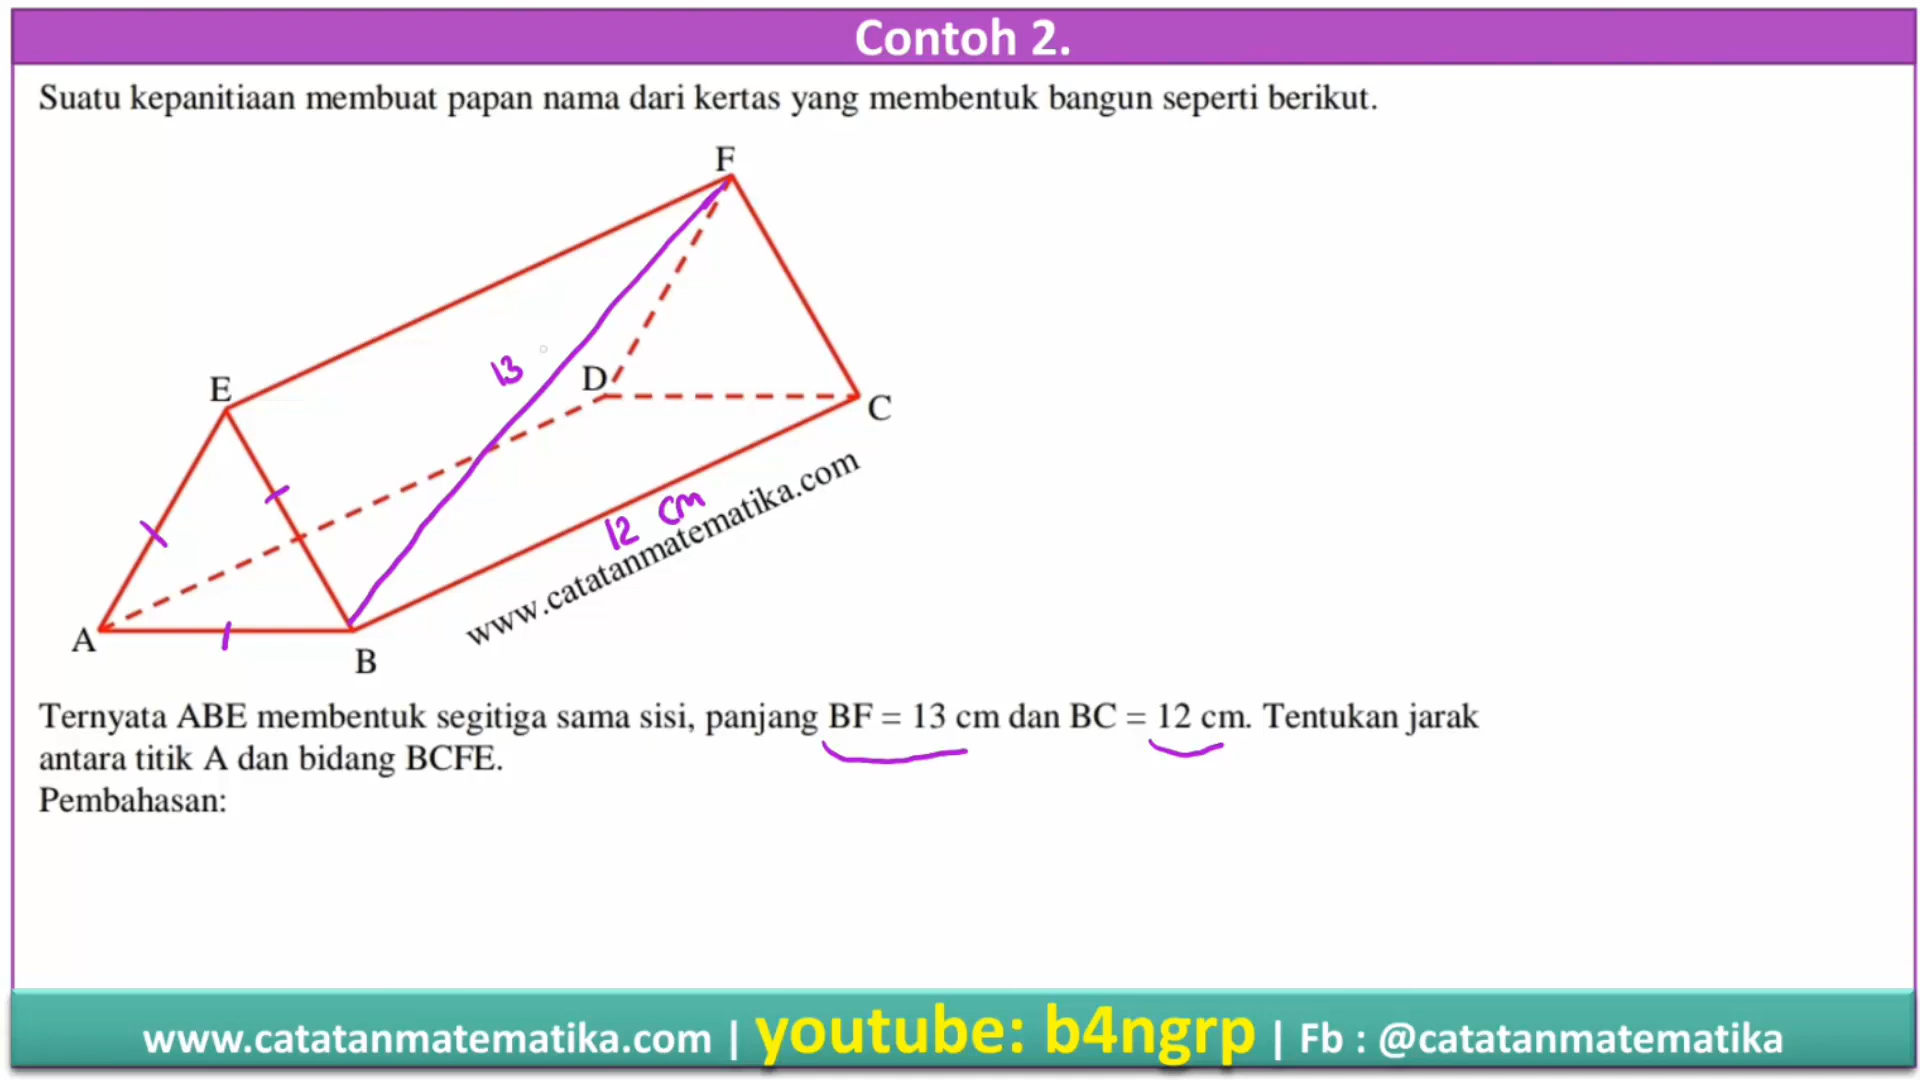 Contoh 2.
Suatu kepanitiaan membuat papan nama dari kertas yang membentuk bangun seperti berikut.
F
E
13
D
C
12 cm
www.catatanmatematika.com
A
B
Ternyata ABE membentuk segitiga sama sisi, panjang BF = 13 cm dan BC = 12 cm. Tentukan jarak
antara titik A dan bidang BCFE.
Pembahasan:
www.catatanmatematika.com | youtube: b4ngrp | Fb : @catatanmatematika